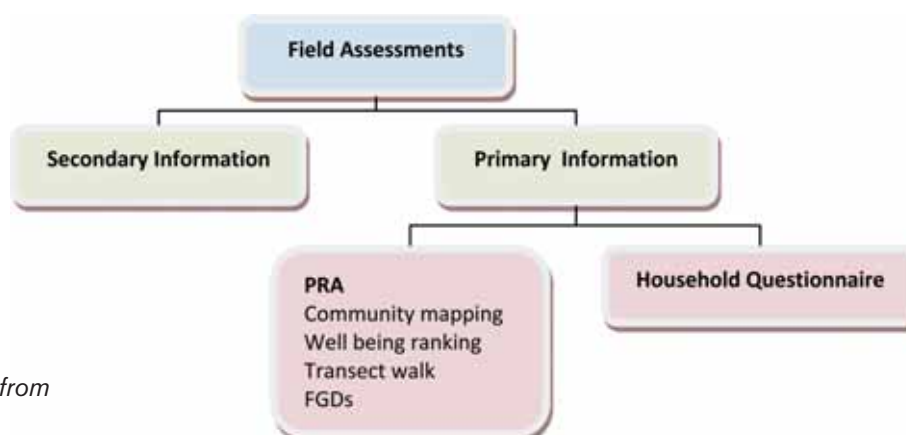 Field Assessments
Secondary Information
Primary Information
PRA
Community mapping
Well being ranking
Transect walk
FGDs
Household Questionnaire
from